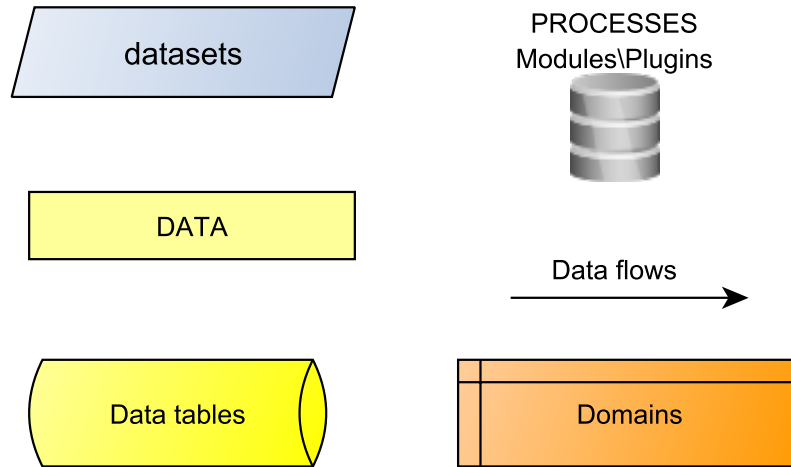 datasets
PROCESSES
Modules\Plugins
DATA
Data flows
Data tables
Domains